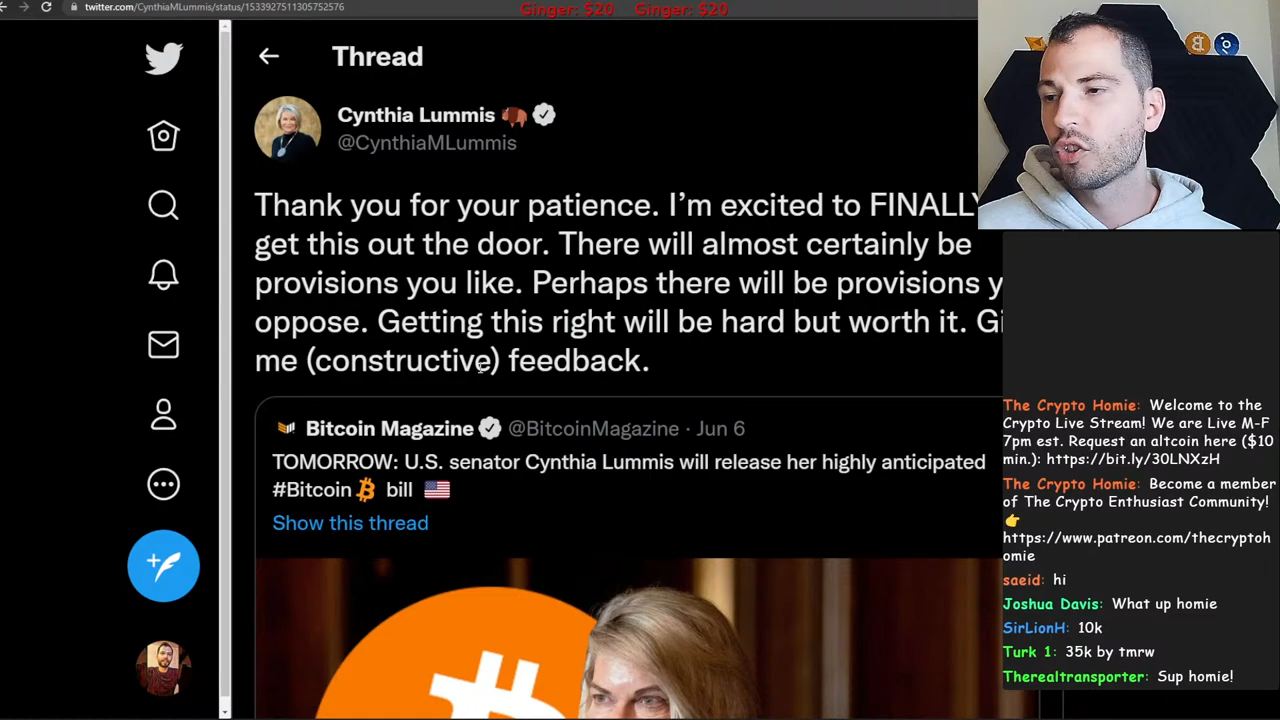 twitter.com/CynthiaMLummis/status/1533927511305752576
Ginger: $20 Ginger: $20
Thread
Cynthia Lummis
@CynthiaMLummis
Thank you for your patience. I’m excited to FINALLY
get this out the door. There will almost certainly be
provisions you like. Perhaps there will be provisions y
oppose. Getting this right will be hard but worth it. Gi
me (constructive) feedback.
Bitcoin Magazine @BitcoinMagazine · Jun 6
TOMORROW: U.S. senator Cynthia Lummis will release her highly anticipated
#Bitcoin bill
Show this thread
The Crypto Homie: Welcome to the
Crypto Live Stream! We are Live M-F
7pm est. Request an altcoin here ($10
min.): https://bit.ly/30LNXzH
The Crypto Homie: Become a member
of The Crypto Enthusiast Community!
https://www.patreon.com/thecryptoh
omie
saeid: hi
Joshua Davis: What up homie
SirLionH: 10k
Turk 1: 35k by tmrw
Therealtransporter: Sup homie!